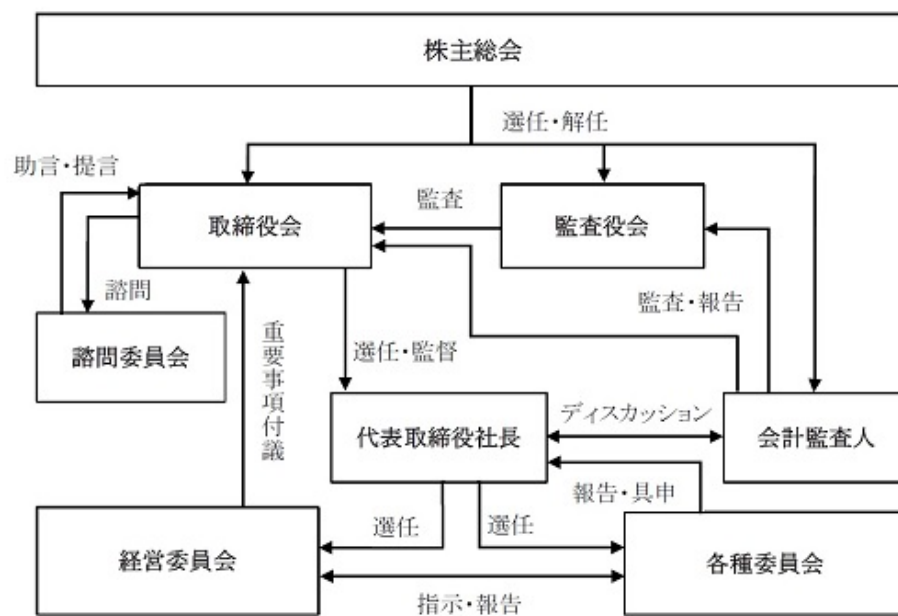 株主総会
選任・解任
助言・提言
取締役会
監査
監査役会
諮問
監査・報告
諮問委員会
重要事項付議
選任・監督
代表取締役社長
ディスカッション
会計監査人
報告・具申
選任
選任
経営委員会
各種委員会
指示・報告